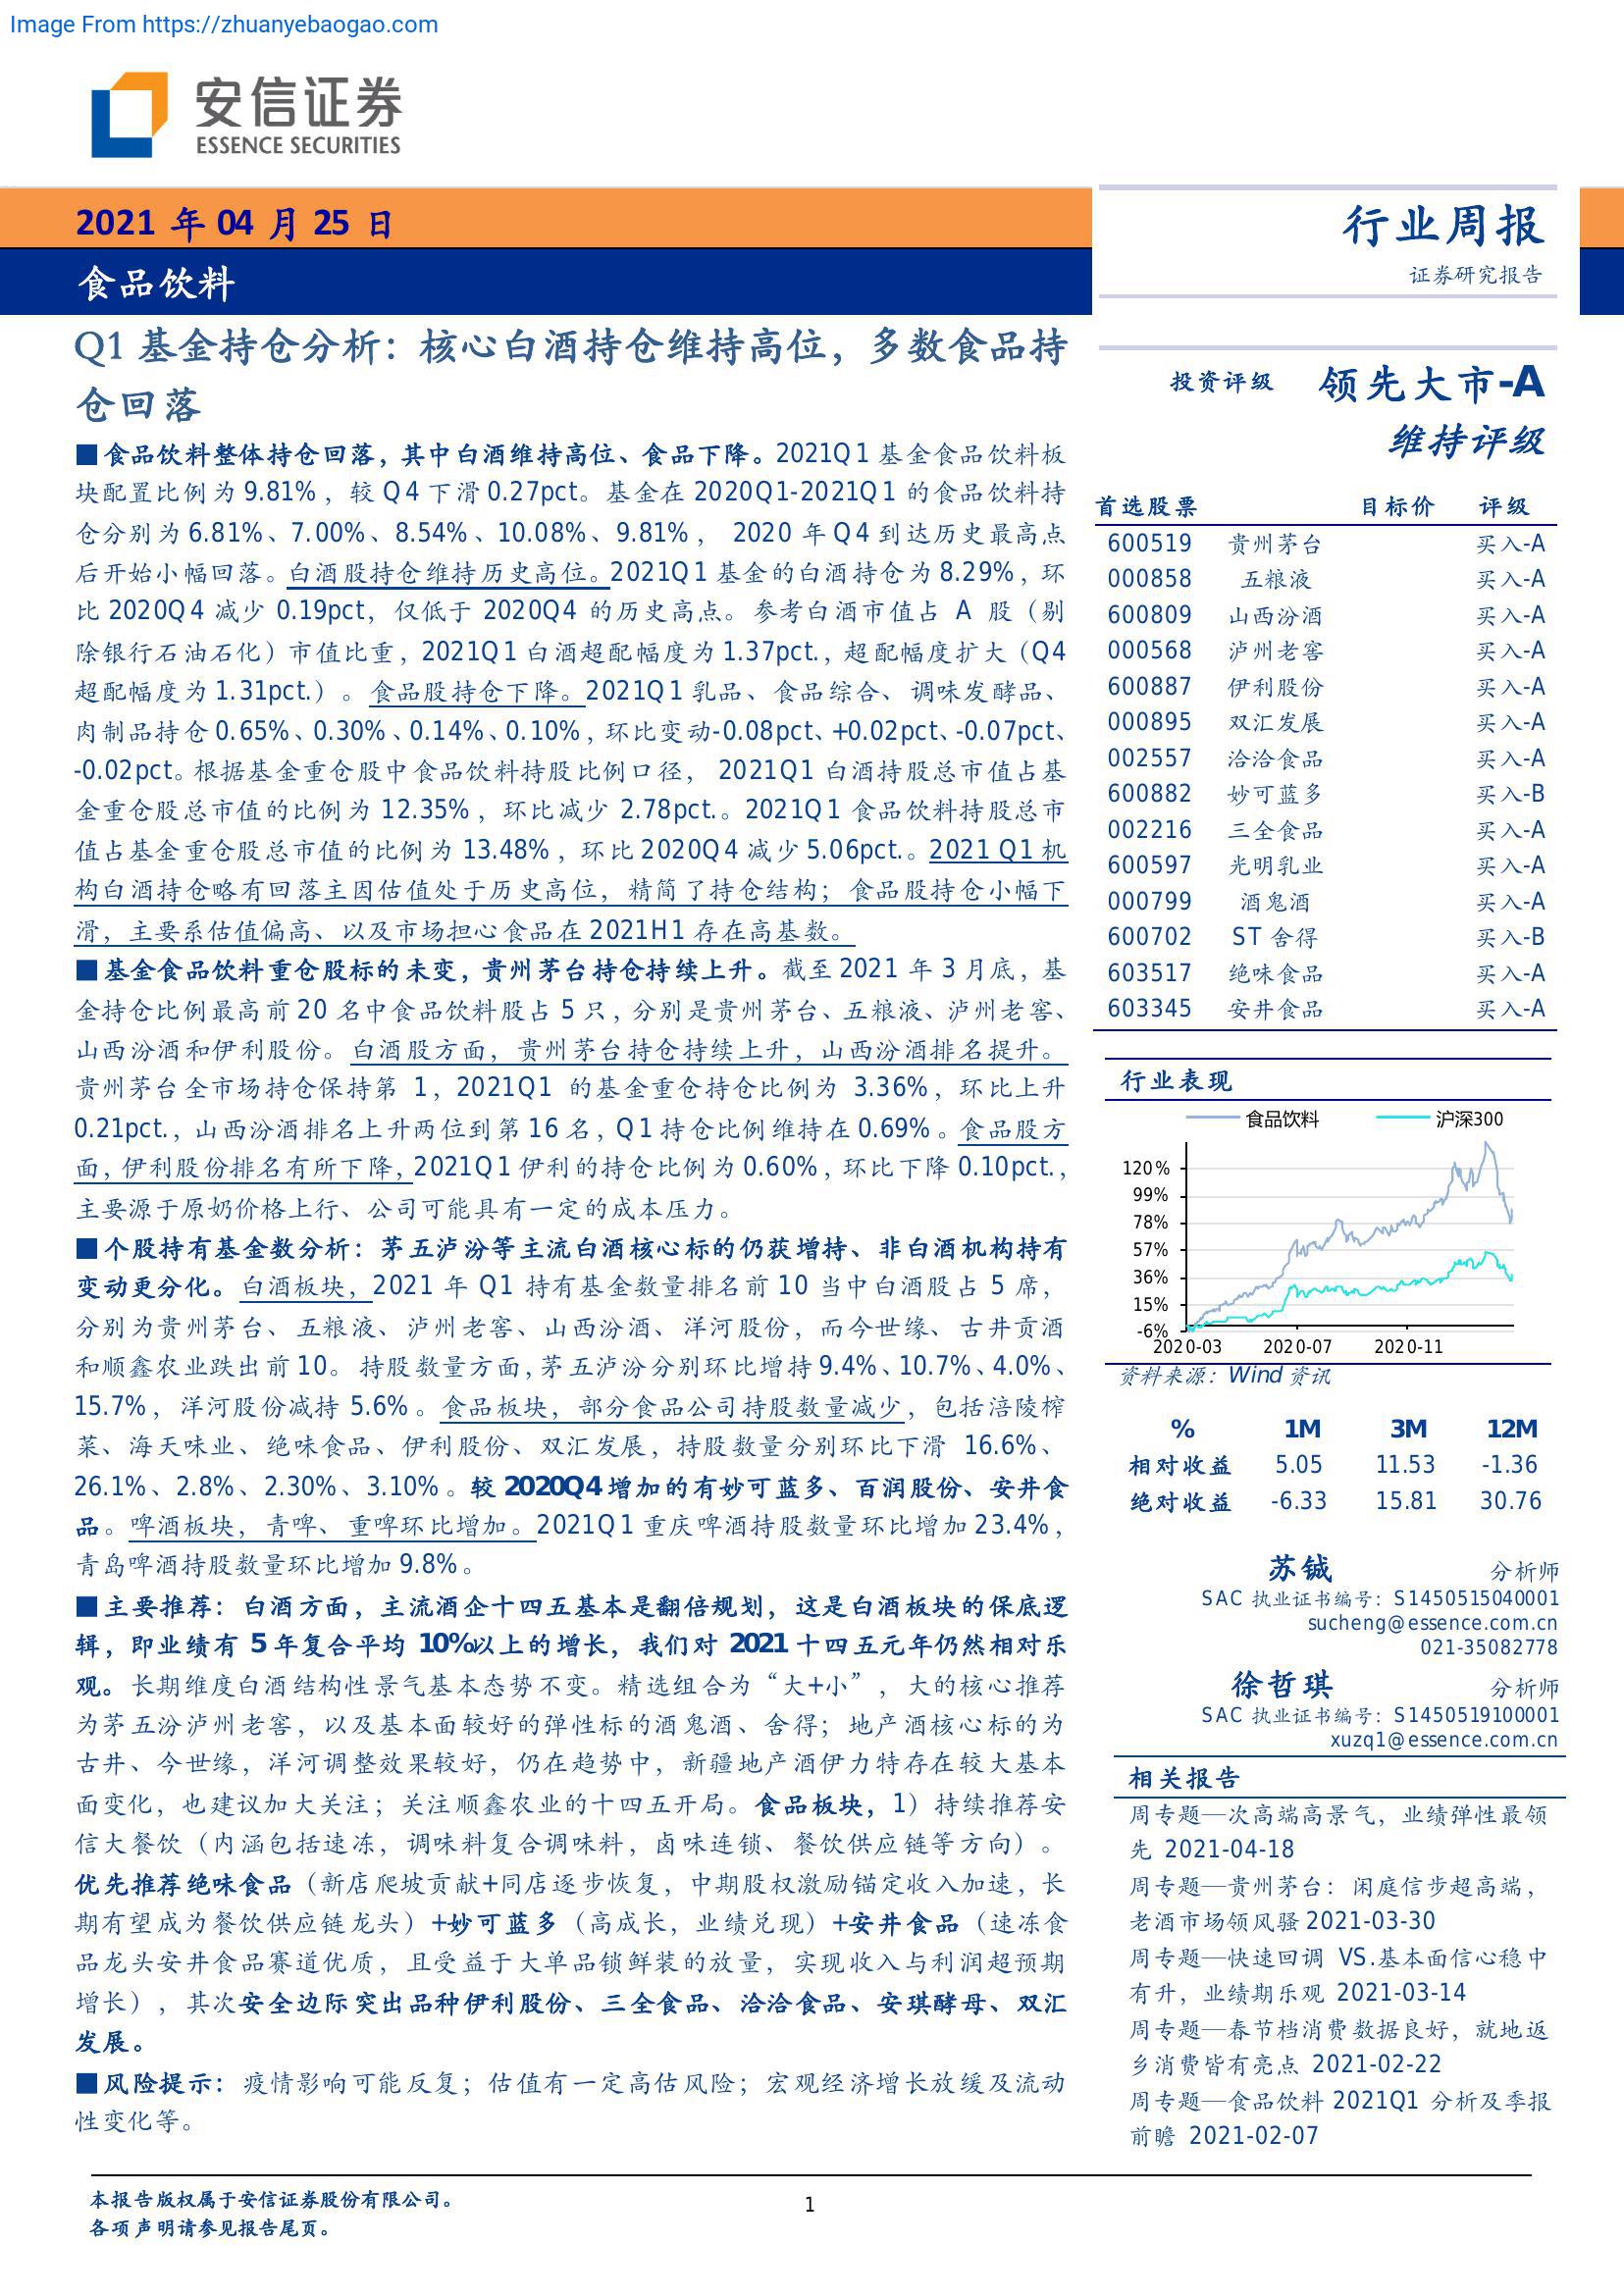 Image From https://zhuanyebaogao.com
安信证券
ESSENCE SECURITIES
2021 年 04 月 25 日
食品饮料
行业周报
证券研究报告
Q1 基金持仓分析：核心白酒持仓维持高位，多数食品持
仓回落
■食品饮料整体持仓回落，其中白酒维持高位、食品下降。2021Q1 基金食品饮料板
块配置比例为 9.81%，较 Q4 下滑 0.27pct。基金在 2020Q1-2021Q1 的食品饮料持
仓分别为 6.81%、7.00%、8.54%、10.08%、9.81%， 2020 年 Q4 到达历史最高点
后开始小幅回落。白酒股持仓维持历史高位。2021Q1 基金的白酒持仓为 8.29%，环
比 2020Q4 减少 0.19pct，仅低于 2020Q4 的历史高点。参考白酒市值占 A 股（剔
除银行石油石化）市值比重，2021Q1 白酒超配幅度为 1.37pct.，超配幅度扩大（Q4
超配幅度为 1.31pct.）。食品股持仓下降。2021Q1 乳品、食品综合、调味发酵品、
肉制品持仓 0.65%、0.30%、0.14%、0.10%，环比变动-0.08pct、+0.02pct、-0.07pct、
-0.02pct。根据基金重仓股中食品饮料持股比例口径， 2021Q1 白酒持股总市值占基
金重仓股总市值的比例为 12.35%，环比减少 2.78pct.。2021Q1 食品饮料持股总市
值占基金重仓股总市值的比例为 13.48%，环比 2020Q4 减少 5.06pct.。2021 Q1 机
构白酒持仓略有回落主因估值处于历史高位，精简了持仓结构；食品股持仓小幅下
滑，主要系估值偏高、以及市场担心食品在 2021H1 存在高基数。
■基金食品饮料重仓股标的未变，贵州茅台持仓持续上升。截至 2021 年 3 月底，基
金持仓比例最高前 20 名中食品饮料股占 5 只，分别是贵州茅台、五粮液、泸州老窖、
山西汾酒和伊利股份。白酒股方面，贵州茅台持仓持续上升，山西汾酒排名提升。
贵州茅台全市场持仓保持第 1，2021Q1 的基金重仓持仓比例为 3.36%，环比上升
0.21pct.，山西汾酒排名上升两位到第 16 名，Q1 持仓比例维持在 0.69%。食品股方
面，伊利股份排名有所下降，2021Q1 伊利的持仓比例为 0.60%，环比下降 0.10pct.，
主要源于原奶价格上行、公司可能具有一定的成本压力。
■个股持有基金数分析：茅五泸汾等主流白酒核心标的仍获增持、非白酒机构持有
变动更分化。白酒板块，2021 年 Q1 持有基金数量排名前 10 当中白酒股占 5 席，
分别为贵州茅台、五粮液、泸州老窖、山西汾酒、洋河股份，而今世缘、古井贡酒
和顺鑫农业跌出前 10。持股数量方面，茅五泸汾分别环比增持 9.4%、10.7%、4.0%、
15.7%，洋河股份减持 5.6%。食品板块，部分食品公司持股数量减少，包括涪陵榨
菜、海天味业、绝味食品、伊利股份、双汇发展，持股数量分别环比下滑 16.6%、
26.1%、2.8%、2.30%、3.10%。较 2020Q4 增加的有妙可蓝多、百润股份、安井食
品。啤酒板块，青啤、重啤环比增加。2021Q1 重庆啤酒持股数量环比增加 23.4%，
青岛啤酒持股数量环比增加 9.8%。
■主要推荐：白酒方面，主流酒企十四五基本是翻倍规划，这是白酒板块的保底逻
辑，即业绩有 5 年复合平均 10%以上的增长，我们对 2021 十四五元年仍然相对乐
观。长期维度白酒结构性景气基本态势不变。精选组合为“大+小”，大的核心推荐
为茅五汾泸州老窖，以及基本面较好的弹性标的酒鬼酒、舍得；地产酒核心标的为
古井、今世缘，洋河调整效果较好，仍在趋势中，新疆地产酒伊力特存在较大基本
面变化，也建议加大关注；关注顺鑫农业的十四五开局。食品板块，1）持续推荐安
信大餐饮（内涵包括速冻，调味料复合调味料，卤味连锁、餐饮供应链等方向）。
优先推荐绝味食品（新店爬坡贡献+同店逐步恢复，中期股权激励锚定收入加速，长
期有望成为餐饮供应链龙头）+妙可蓝多（高成长，业绩兑现）+安井食品（速冻食
品龙头安井食品赛道优质，且受益于大单品锁鲜装的放量，实现收入与利润超预期
增长），其次安全边际突出品种伊利股份、三全食品、洽洽食品、安琪酵母、双汇
发展。
■风险提示：疫情影响可能反复；估值有一定高估风险；宏观经济增长放缓及流动
性变化等。
投资评级 领先大市-A
维持评级
首选股票 目标价 评级
600519 贵州茅台 买入-A
000858 五粮液 买入-A
600809 山西汾酒 买入-A
000568 泸州老窖 买入-A
600887 伊利股份 买入-A
000895 双汇发展 买入-A
002557 洽洽食品 买入-A
600882 妙可蓝多 买入-B
002216 三全食品 买入-A
600597 光明乳业 买入-A
000799 酒鬼酒 买入-A
600702 ST 舍得 买入-B
603517 绝味食品 买入-A
603345 安井食品 买入-A
行业表现
食品饮料 沪深300
120%
99%
78%
57%
36%
15%
-6%
2020-03 2020-07 2020-11
资料来源：Wind 资讯
% 1M 3M 12M
相对收益 5.05 11.53 -1.36
绝对收益 -6.33 15.81 30.76
苏铖 分析师
SAC 执业证书编号：S1450515040001
sucheng@essence.com.cn
021-35082778
徐哲琪 分析师
SAC 执业证书编号：S1450519100001
xuzq1@essence.com.cn
相关报告
周专题—次高端高景气，业绩弹性最领
先 2021-04-18
周专题—贵州茅台：闲庭信步超高端，
老酒市场领风骚 2021-03-30
周专题—快速回调 VS.基本面信心稳中
有升，业绩期乐观 2021-03-14
周专题—春节档消费数据良好，就地返
乡消费皆有亮点 2021-02-22
周专题—食品饮料 2021Q1 分析及季报
前瞻 2021-02-07
本报告版权属于安信证券股份有限公司。
各项声明请参见报告尾页。
1